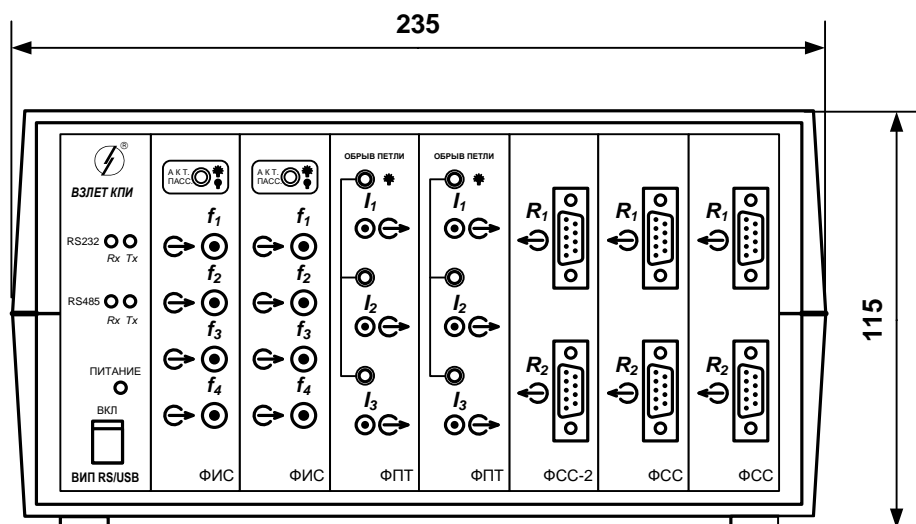 235
115
®
ВЗЛЕТ КПИ
RS232
Rx Tx
RS485
Rx Tx
ПИТАНИЕ
ВКЛ
ВИП RS/USB
АКТ.
ПАСС.
f1
f2
f3
f4
ФИС
АКТ.
ПАСС.
f1
f2
f3
f4
ФИС
ОБРЫВ ПЕТЛИ
I1
I2
I3
ФПТ
ОБРЫВ ПЕТЛИ
I1
I2
I3
ФПТ
R1
R2
ФСС-2
R1
R2
ФСС
R1
R2
ФСС